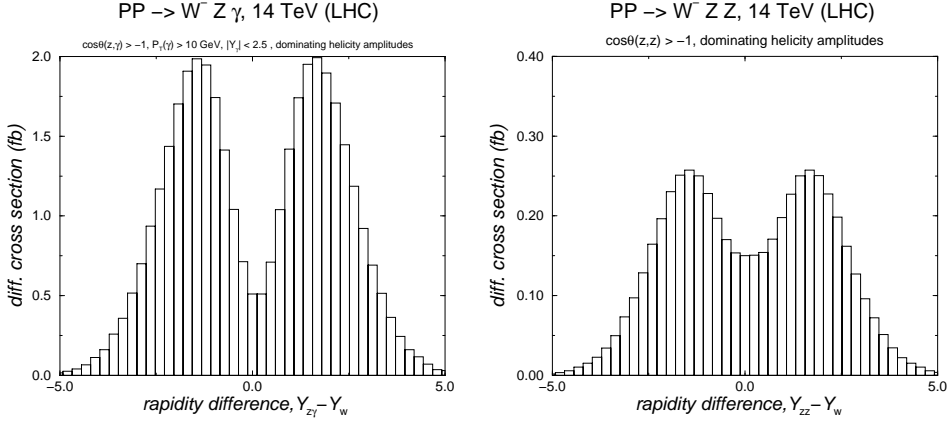 PP -> W⁻ Z γ, 14 TeV (LHC)
cosθ(z,γ) > −1, P_T(γ) > 10 GeV, |Y_γ| < 2.5 , dominating helicity amplitudes
diff. cross section (fb)
2.0
1.5
1.0
0.5
0.0
−5.0 0.0 5.0
rapidity difference, Y_zγ−Y_w
PP -> W⁻ Z Z, 14 TeV (LHC)
cosθ(z,z) > −1, dominating helicity amplitudes
diff. cross section (fb)
0.40
0.30
0.20
0.10
0.00
−5.0 0.0 5.0
rapidity difference, Y_zz−Y_w